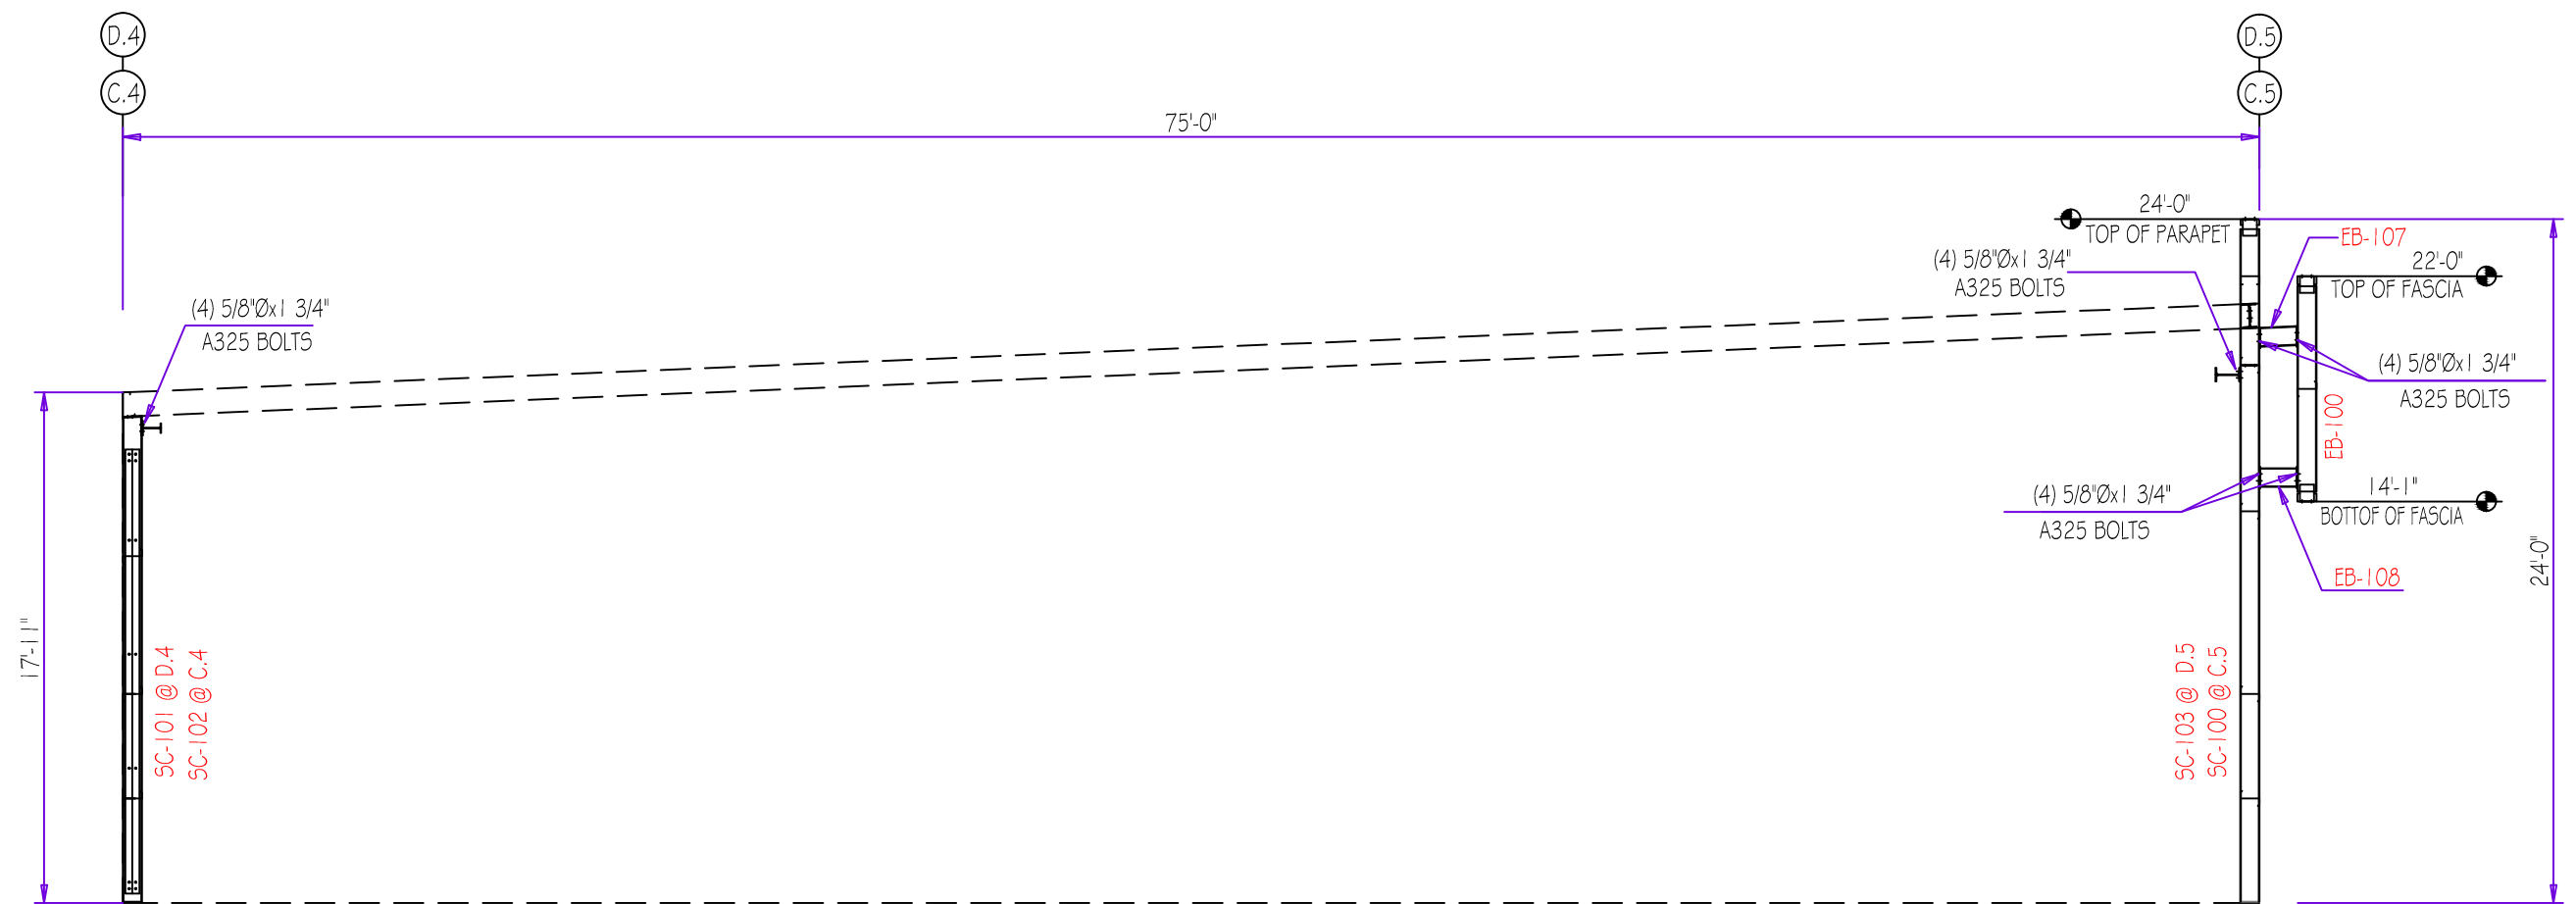 D.4
C.4
D.5
C.5
75'-0"
24'-0"
TOP OF PARAPET
EB-107
22'-0"
TOP OF FASCIA
(4) 5/8"Øx1 3/4"
A325 BOLTS
(4) 5/8"Øx1 3/4"
A325 BOLTS
(4) 5/8"Øx1 3/4"
A325 BOLTS
EB-100
(4) 5/8"Øx1 3/4"
A325 BOLTS
14'-1"
BOTTOF OF FASCIA
EB-108
24'-0"
17'-11"
SC-101 @ D.4
SC-102 @ C.4
SC-103 @ D.5
SC-100 @ C.5